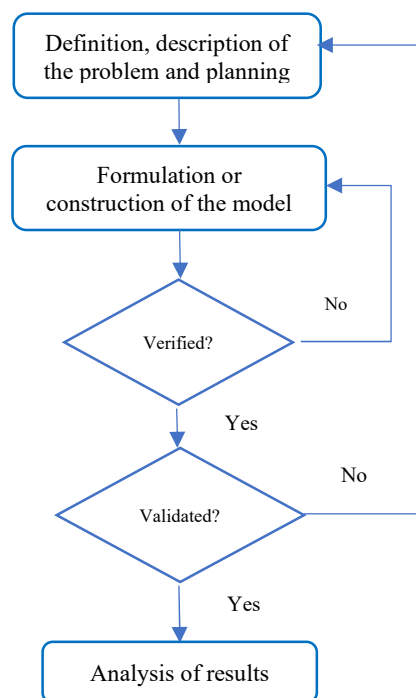 Definition, description of
the problem and planning
Formulation or
construction of the model
No
Verified?
Yes
No
Validated?
Yes
Analysis of results